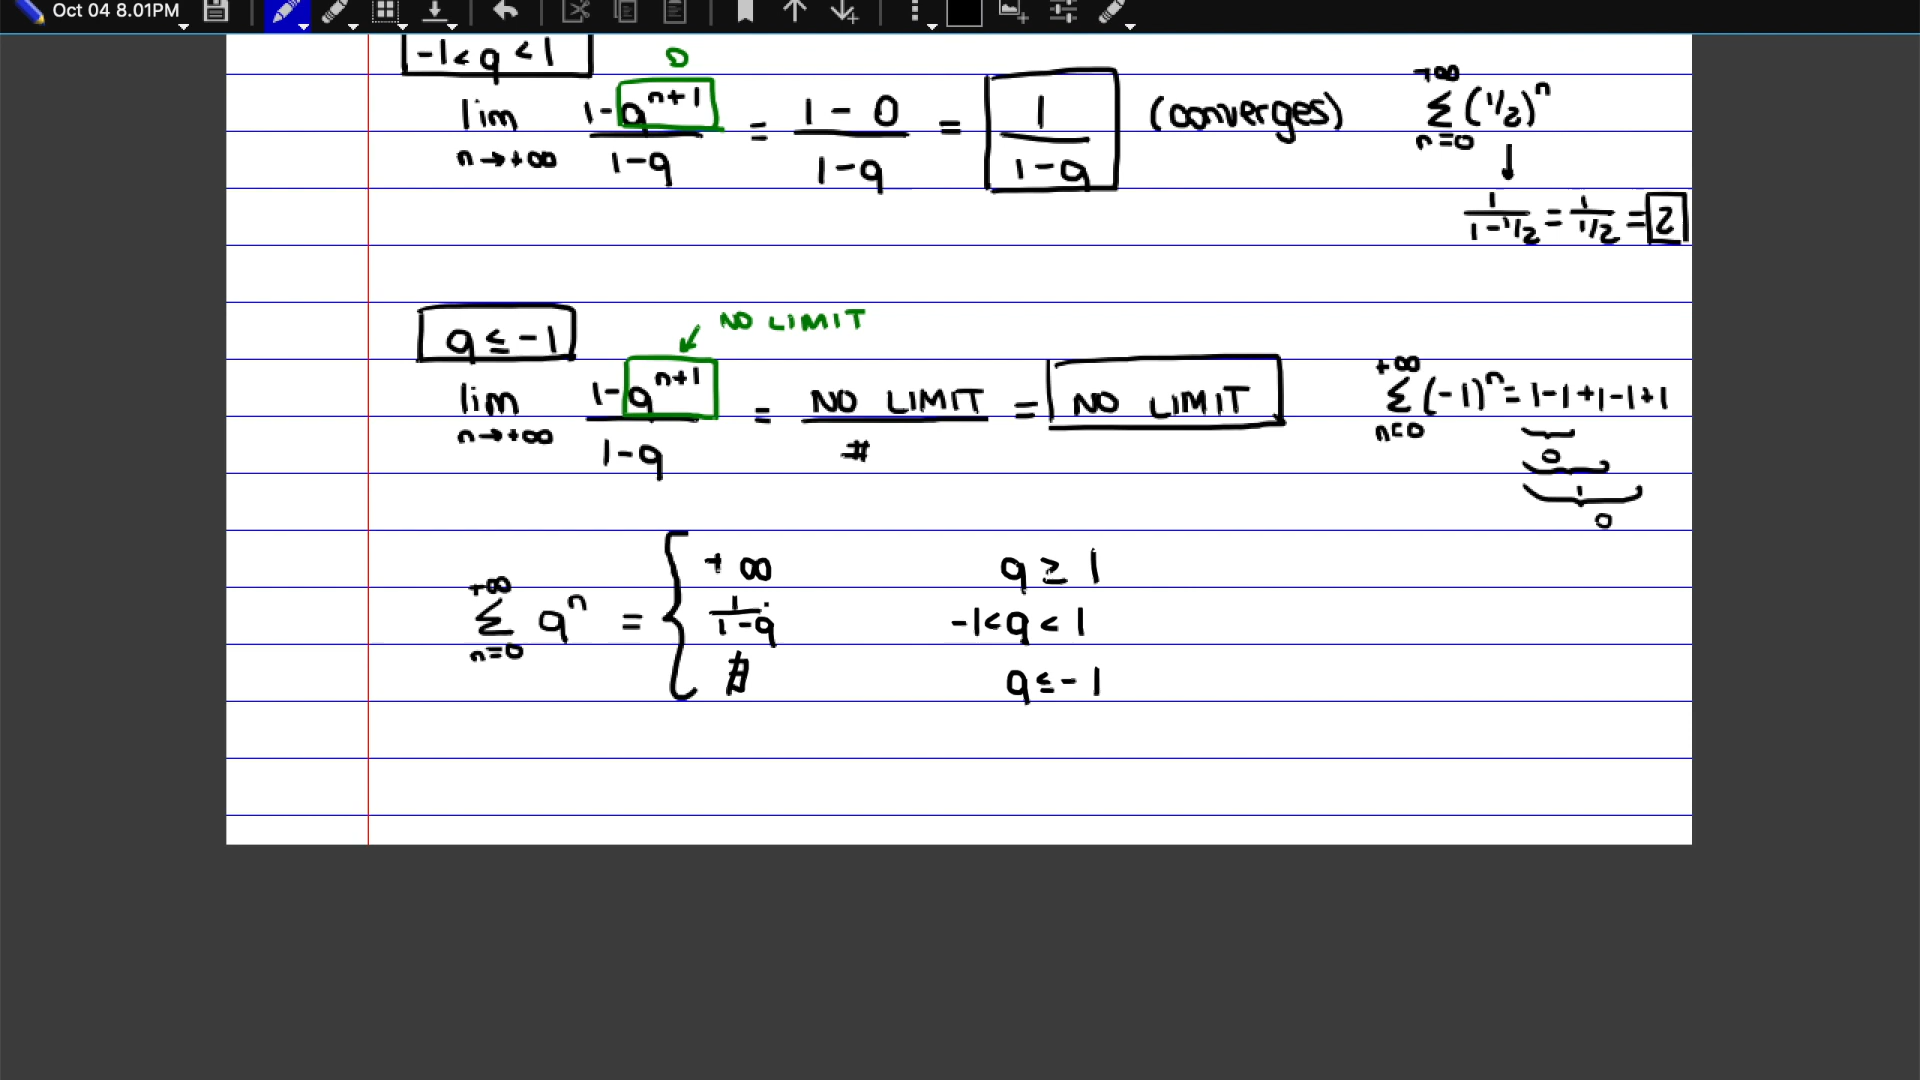 Oct 04 8.01PM
-1 < q < 1
0
lim n→+∞ (1-q^(n+1))/(1-q) = (1-0)/(1-q) = 1/(1-q) (converges)
+∞ Σ n=0 (1/2)^n
↓
1/(1-1/2) = 1/(1/2) = 2
q ≤ -1
NO LIMIT
lim n→+∞ (1-q^(n+1))/(1-q) = NO LIMIT/# = NO LIMIT
+∞ Σ n=0 (-1)^n = 1-1+1-1+1
0
1
0
+∞ Σ n=0 q^n = {
+∞ q ≥ 1
1/(1-q) -1<q<1
∄ q ≤ -1